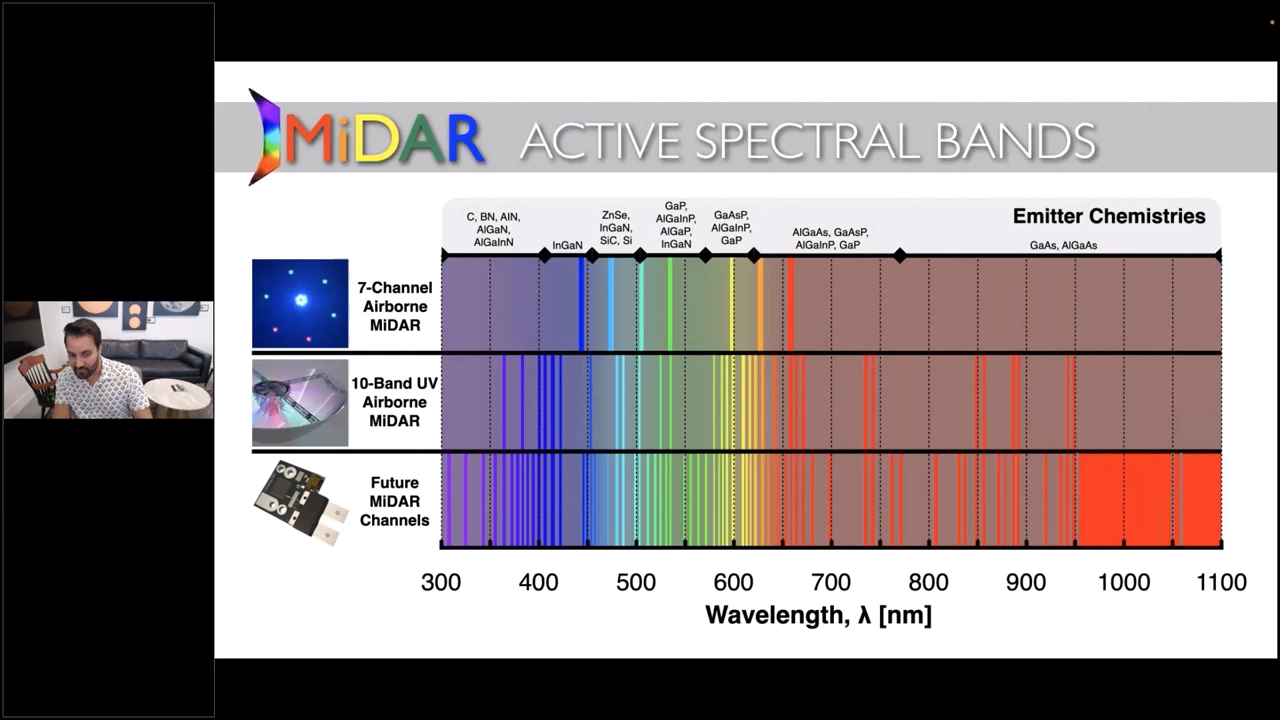 MiDAR ACTIVE SPECTRAL BANDS
Emitter Chemistries
C, BN, AlN,
AlGaN,
AlGaInN
InGaN
ZnSe,
InGaN,
SiC, Si
GaP,
AlGaInP,
AlGaP,
InGaN
GaAsP,
AlGaInP,
GaP
AlGaAs, GaAsP,
AlGaInP, GaP
GaAs, AlGaAs
7-Channel
Airborne
MiDAR
10-Band UV
Airborne
MiDAR
Future
MiDAR
Channels
300 400 500 600 700 800 900 1000 1100
Wavelength, λ [nm]